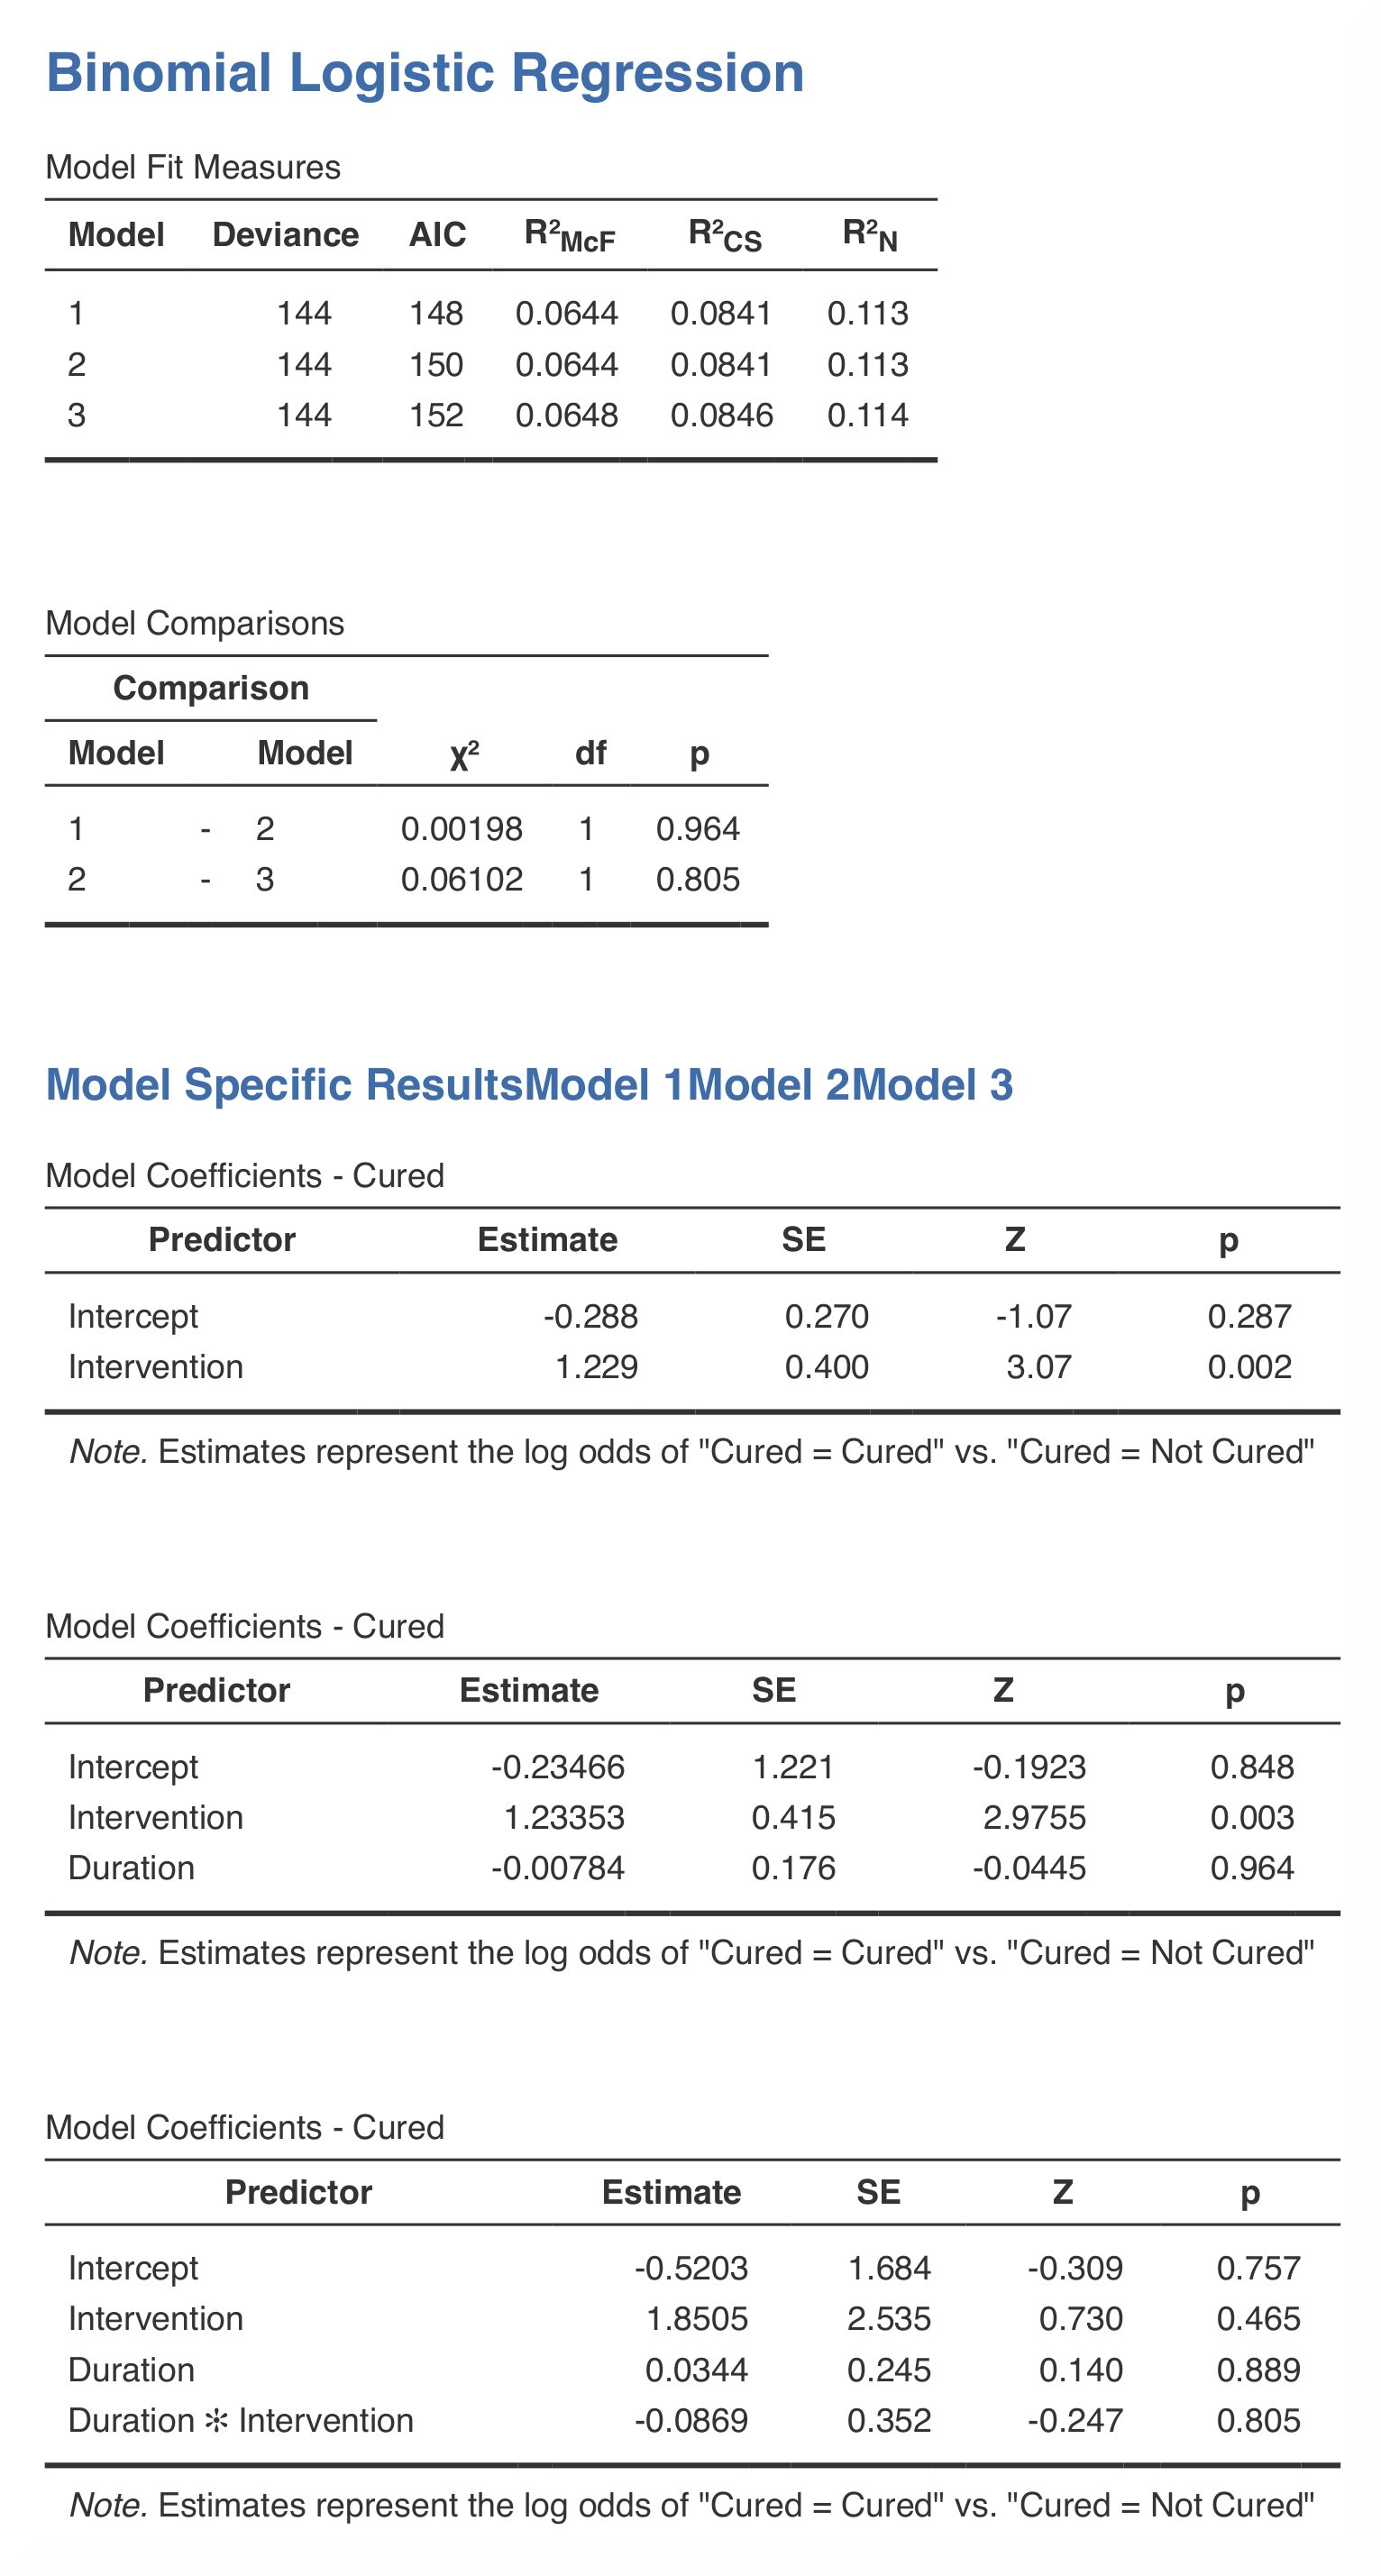 Binomial Logistic Regression
Model Fit Measures
Model Deviance AIC R²McF R²CS R²N
1 144 148 0.0644 0.0841 0.113
2 144 150 0.0644 0.0841 0.113
3 144 152 0.0648 0.0846 0.114
Model Comparisons
Comparison
Model Model χ² df p
1 - 2 0.00198 1 0.964
2 - 3 0.06102 1 0.805
Model Specific ResultsModel 1Model 2Model 3
Model Coefficients - Cured
Predictor Estimate SE Z p
Intercept -0.288 0.270 -1.07 0.287
Intervention 1.229 0.400 3.07 0.002
Note. Estimates represent the log odds of "Cured = Cured" vs. "Cured = Not Cured"
Model Coefficients - Cured
Predictor Estimate SE Z p
Intercept -0.23466 1.221 -0.1923 0.848
Intervention 1.23353 0.415 2.9755 0.003
Duration -0.00784 0.176 -0.0445 0.964
Note. Estimates represent the log odds of "Cured = Cured" vs. "Cured = Not Cured"
Model Coefficients - Cured
Predictor Estimate SE Z p
Intercept -0.5203 1.684 -0.309 0.757
Intervention 1.8505 2.535 0.730 0.465
Duration 0.0344 0.245 0.140 0.889
Duration ✻ Intervention -0.0869 0.352 -0.247 0.805
Note. Estimates represent the log odds of "Cured = Cured" vs. "Cured = Not Cured"